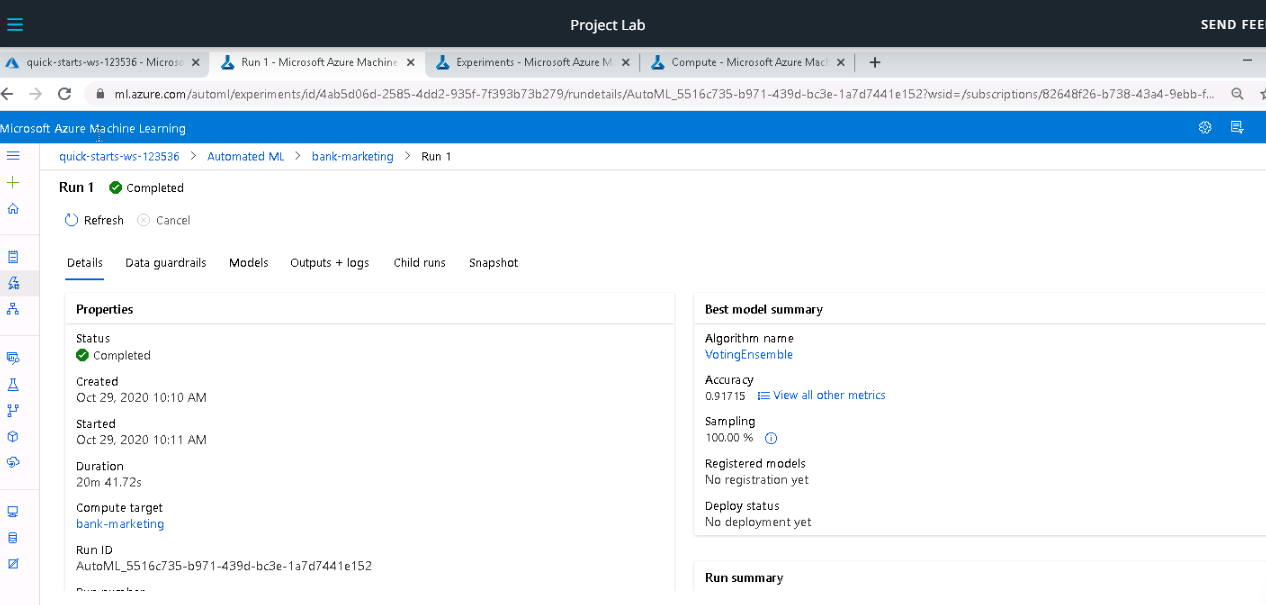 Project Lab
SEND FEE
quick-starts-ws-123536 - Microso
Run 1 - Microsoft Azure Machine
Experiments - Microsoft Azure M
Compute - Microsoft Azure Mac
ml.azure.com/automl/experiments/id/4ab5d06d-2585-4dd2-935f-7f393b73b279/rundetails/AutoML_5516c735-b971-439d-bc3e-1a7d7441e152?wsid=/subscriptions/82648f26-b738-43a4-9ebb-f...
Microsoft Azure Machine Learning
quick-starts-ws-123536 > Automated ML > bank-marketing > Run 1
Run 1 Completed
Refresh Cancel
Details Data guardrails Models Outputs + logs Child runs Snapshot
Properties
Status
Completed
Created
Oct 29, 2020 10:10 AM
Started
Oct 29, 2020 10:11 AM
Duration
20m 41.72s
Compute target
bank-marketing
Run ID
AutoML_5516c735-b971-439d-bc3e-1a7d7441e152
Best model summary
Algorithm name
VotingEnsemble
Accuracy
0.91715 View all other metrics
Sampling
100.00 %
Registered models
No registration yet
Deploy status
No deployment yet
Run summary